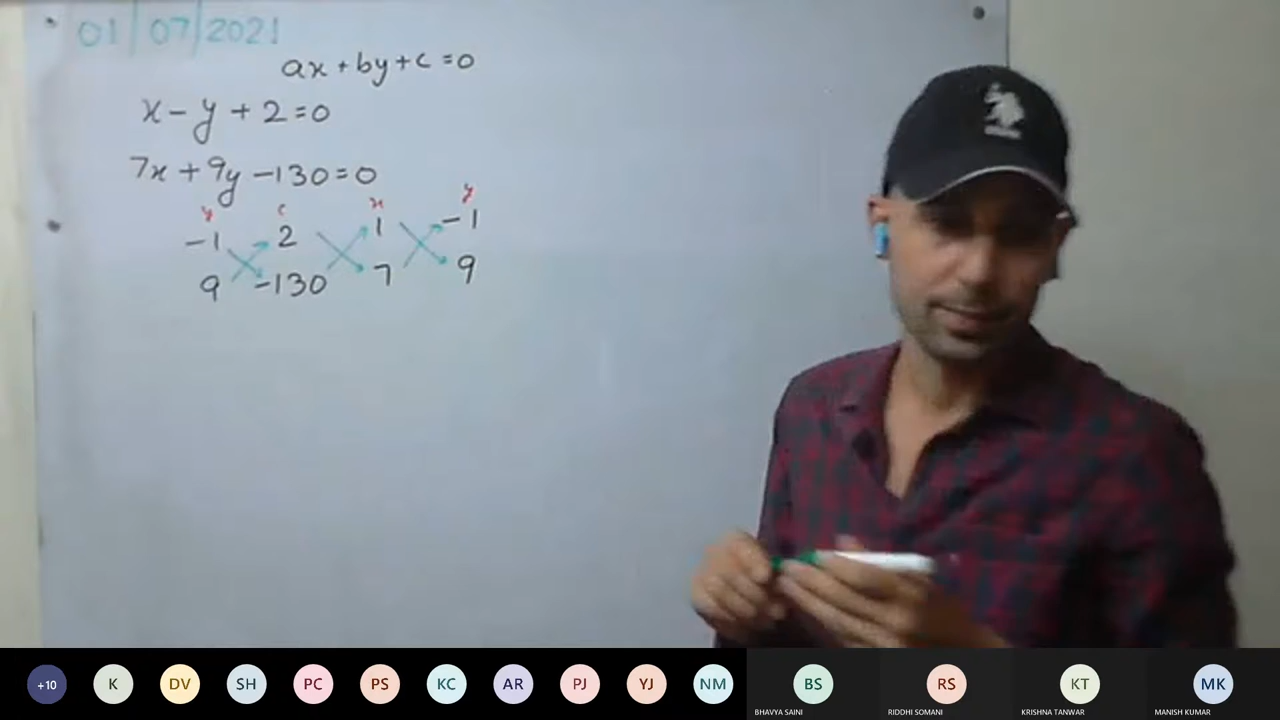 01/07/2021
ax+by+c=0
x-y+2=0
7x+9y-130=0
y c x y
-1 2 1 -1
9 -130 7 9
+10 K DV SH PC PS KC AR PJ YJ NM BS RS KT MK
BHAVYA SAINI RIDDHI SOMANI KRISHNA TANWAR MANISH KUMAR